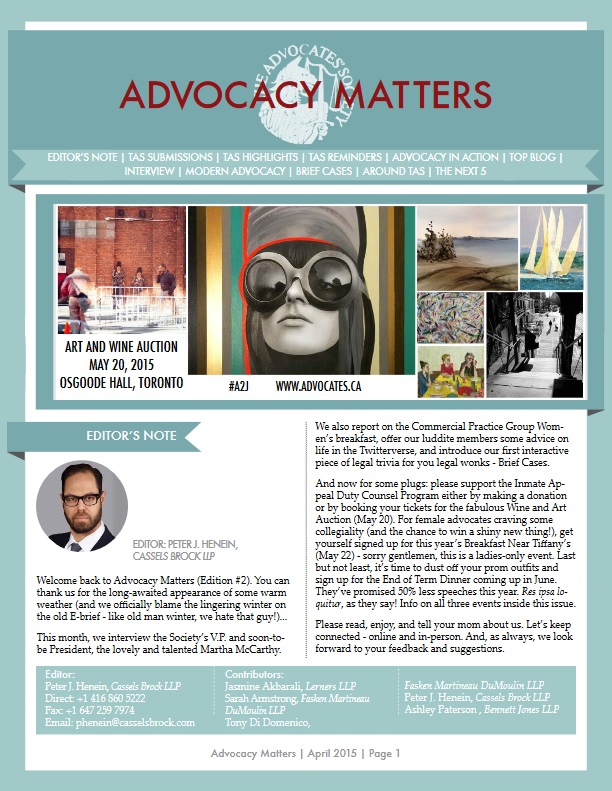 THE ADVOCATES' SOCIETY
ADVOCACY MATTERS
EDITOR'S NOTE | TAS SUBMISSIONS | TAS HIGHLIGHTS | TAS REMINDERS | ADVOCACY IN ACTION | TOP BLOG |
INTERVIEW | MODERN ADVOCACY | BRIEF CASES | AROUND TAS | THE NEXT 5
ART AND WINE AUCTION
MAY 20, 2015
OSGOODE HALL, TORONTO
#A2J WWW.ADVOCATES.CA
EDITOR'S NOTE
EDITOR: PETER J. HENEIN,
CASSELS BROCK LLP
Welcome back to Advocacy Matters (Edition #2). You can
thank us for the long-awaited appearance of some warm
weather (and we officially blame the lingering winter on
the old E-brief - like old man winter, we hate that guy!)...
This month, we interview the Society's V.P. and soon-to-
be President, the lovely and talented Martha McCarthy.
We also report on the Commercial Practice Group Wom-
en's breakfast, offer our luddite members some advice on
life in the Twitterverse, and introduce our first interactive
piece of legal trivia for you legal wonks - Brief Cases.
And now for some plugs: please support the Inmate Ap-
peal Duty Counsel Program either by making a donation
or by booking your tickets for the fabulous Wine and Art
Auction (May 20). For female advocates craving some
collegiality (and the chance to win a shiny new thing!), get
yourself signed up for this year's Breakfast Near Tiffany's
(May 22) - sorry gentlemen, this is a ladies-only event. Last
but not least, it's time to dust off your prom outfits and
sign up for the End of Term Dinner coming up in June.
They've promised 50% less speeches this year. Res ipsa lo-
quitur, as they say! Info on all three events inside this issue.
Please read, enjoy, and tell your mom about us. Let's keep
connected - online and in-person. And, as always, we look
forward to your feedback and suggestions.
Editor:
Peter J. Henein, Cassels Brock LLP
Direct: +1 416 860 5222
Fax: +1 647 259 7974
Email: phenein@casselsbrock.com
Contributors:
Jasmine Akbarali, Lerners LLP
Sarah Armstrong, Fasken Martineau
DuMoulin LLP
Tony Di Domenico,
Fasken Martineau DuMoulin LLP
Peter J. Henein, Cassels Brock LLP
Ashley Paterson , Bennett Jones LLP
Advocacy Matters | April 2015 | Page 1